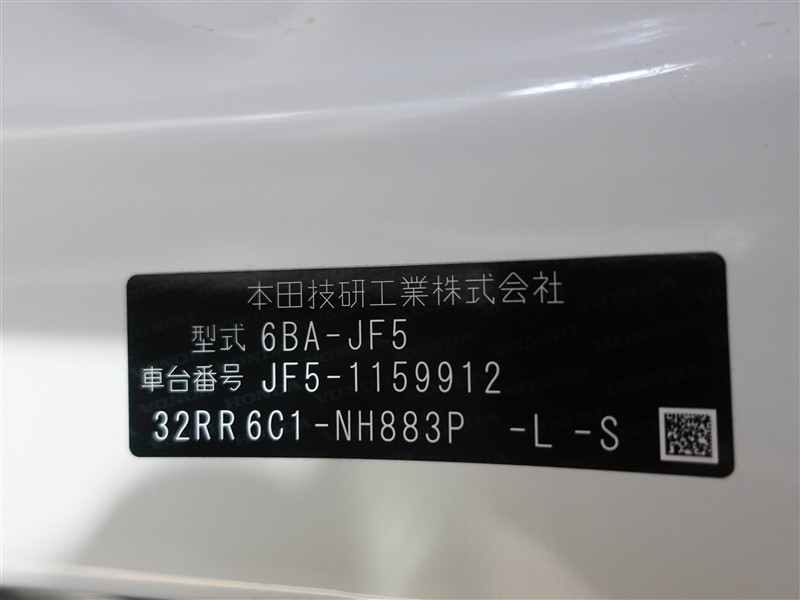 本田技研工業株式会社
型式 6BA-JF5
車台番号 JF5-1159912
32RR6C1-NH883P -L -S